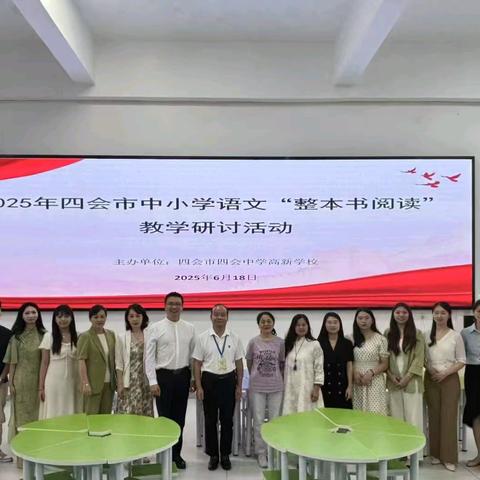 2025年四会市中小学语文“整本书阅读”
教学研讨活动
主办单位：四会市四会中学高新学校
2025年6月18日